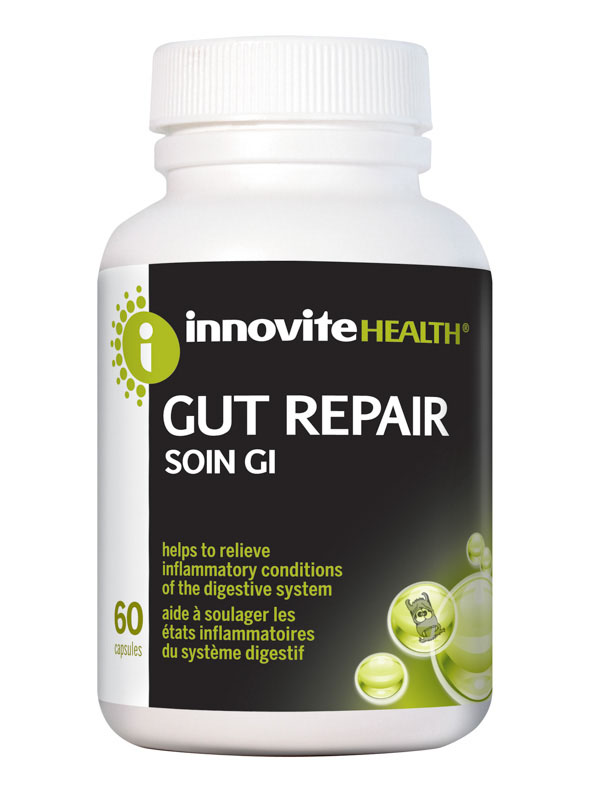 i
innoviteHEALTH®
GUT REPAIR
SOIN GI
helps to relieve
inflammatory conditions
of the digestive system
aide à soulager les
états inflammatoires
du système digestif
60
capsules